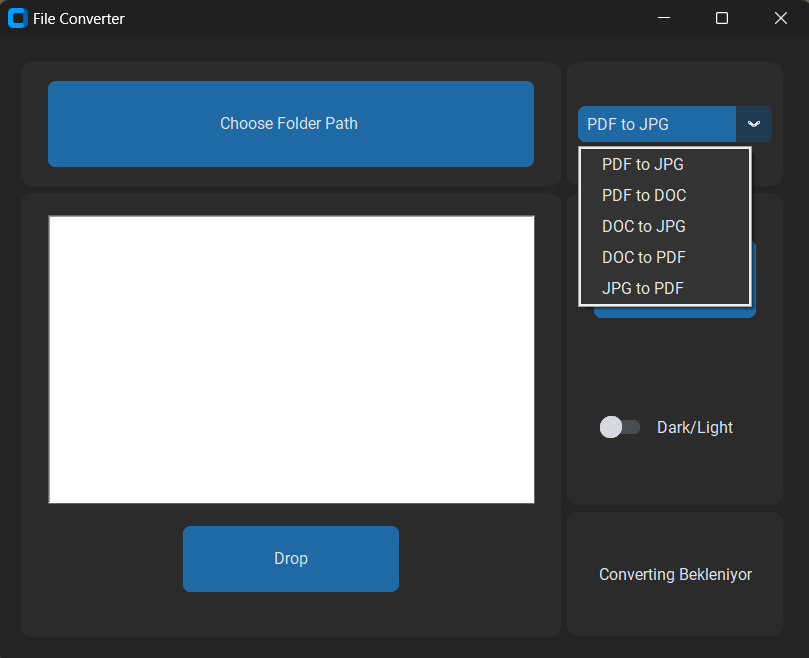 File Converter
Choose Folder Path
PDF to JPG
PDF to JPG
PDF to DOC
DOC to JPG
DOC to PDF
JPG to PDF
Dark/Light
Drop
Converting Bekleniyor